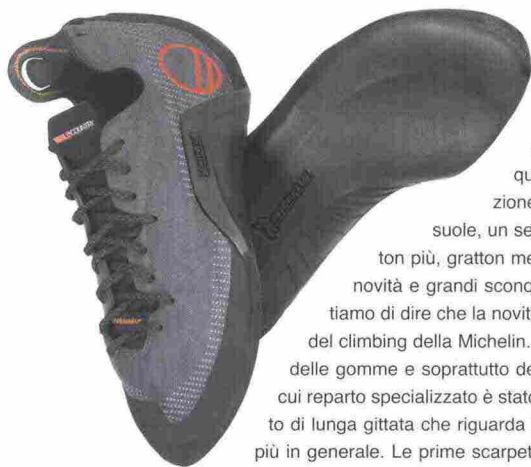 qu
zione
suole, un se
ton più, gratton me
novità e grandi scono
tiamo di dire che la novit
del climbing della Michelin.
delle gomme e soprattutto de
cui reparto specializzato è stato
to di lunga gittata che riguarda
più in generale. Le prime scarpet